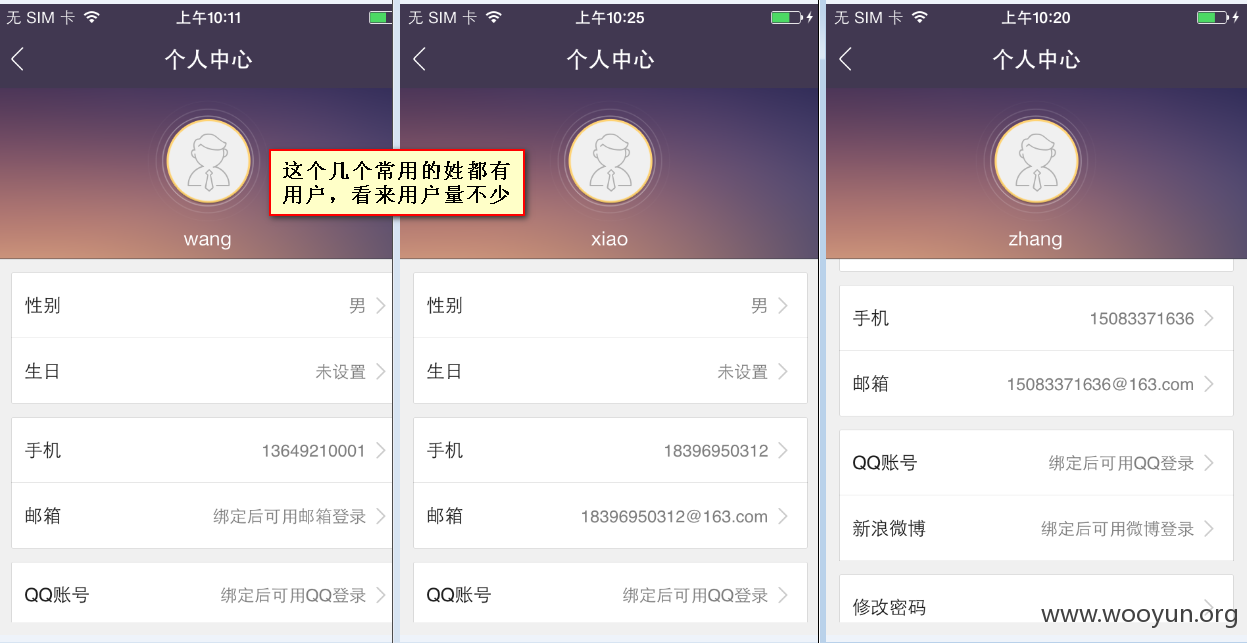 无 SIM 卡
上午10:11
个人中心
wang
性别
男
生日
未设置
手机
13649210001
邮箱
绑定后可用邮箱登录
QQ账号
绑定后可用QQ登录
这个几个常用的姓都有
用户，看来用户量不少
无 SIM 卡
上午10:25
个人中心
xiao
性别
男
生日
未设置
手机
18396950312
邮箱
18396950312@163.com
QQ账号
绑定后可用QQ登录
无 SIM 卡
上午10:20
个人中心
zhang
手机
15083371636
邮箱
15083371636@163.com
QQ账号
绑定后可用QQ登录
新浪微博
绑定后可用微博登录
修改密码
www.wooyun.org